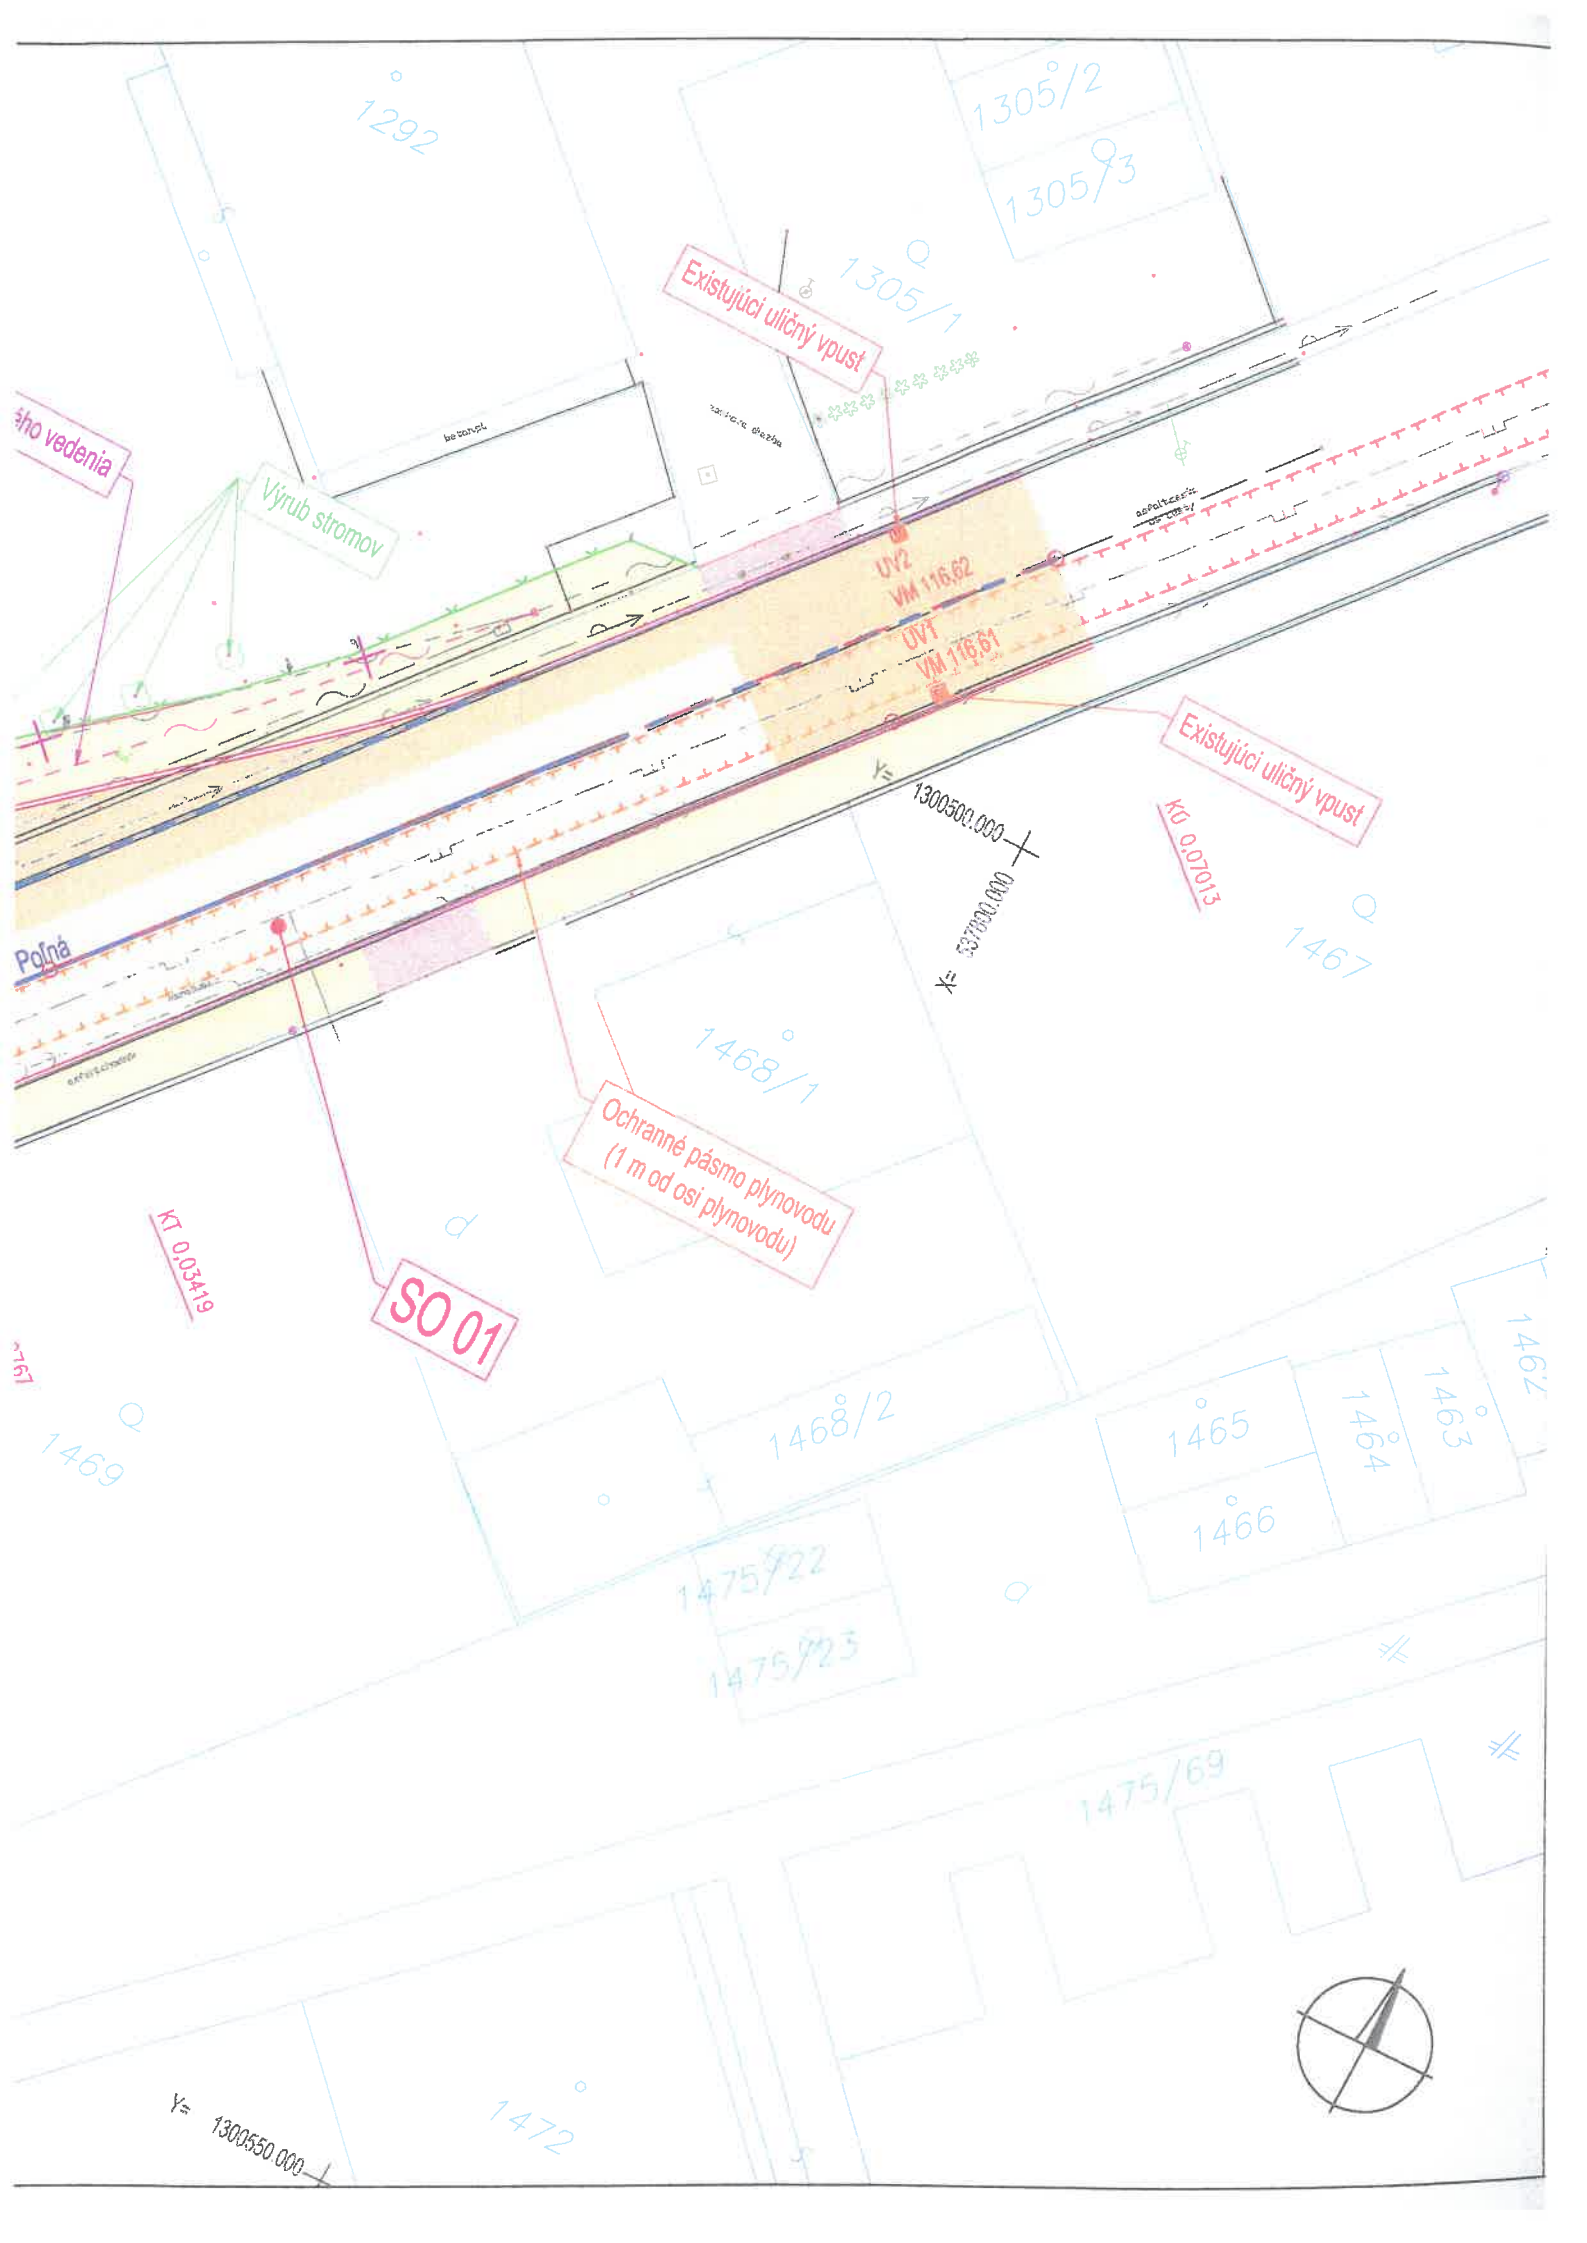 1292
1305/2
1305/3
1305/1
Existujúci uličný vpust
ého vedenia
Výrub stromov
UV2
VM 116,62
UV1
VM 116,61
Existujúci uličný vpust
Y=
1300500.000
X=
537800.000
KÚ 0,07013
1467
Poľná
1468/1
Ochranné pásmo plynovodu
(1 m od osi plynovodu)
KT 0,03419
SO 01
767
1469
1468/2
1465
1466
1464
1463
1462
1475/22
1475/23
1475/69
1472
Y=
1300550.000